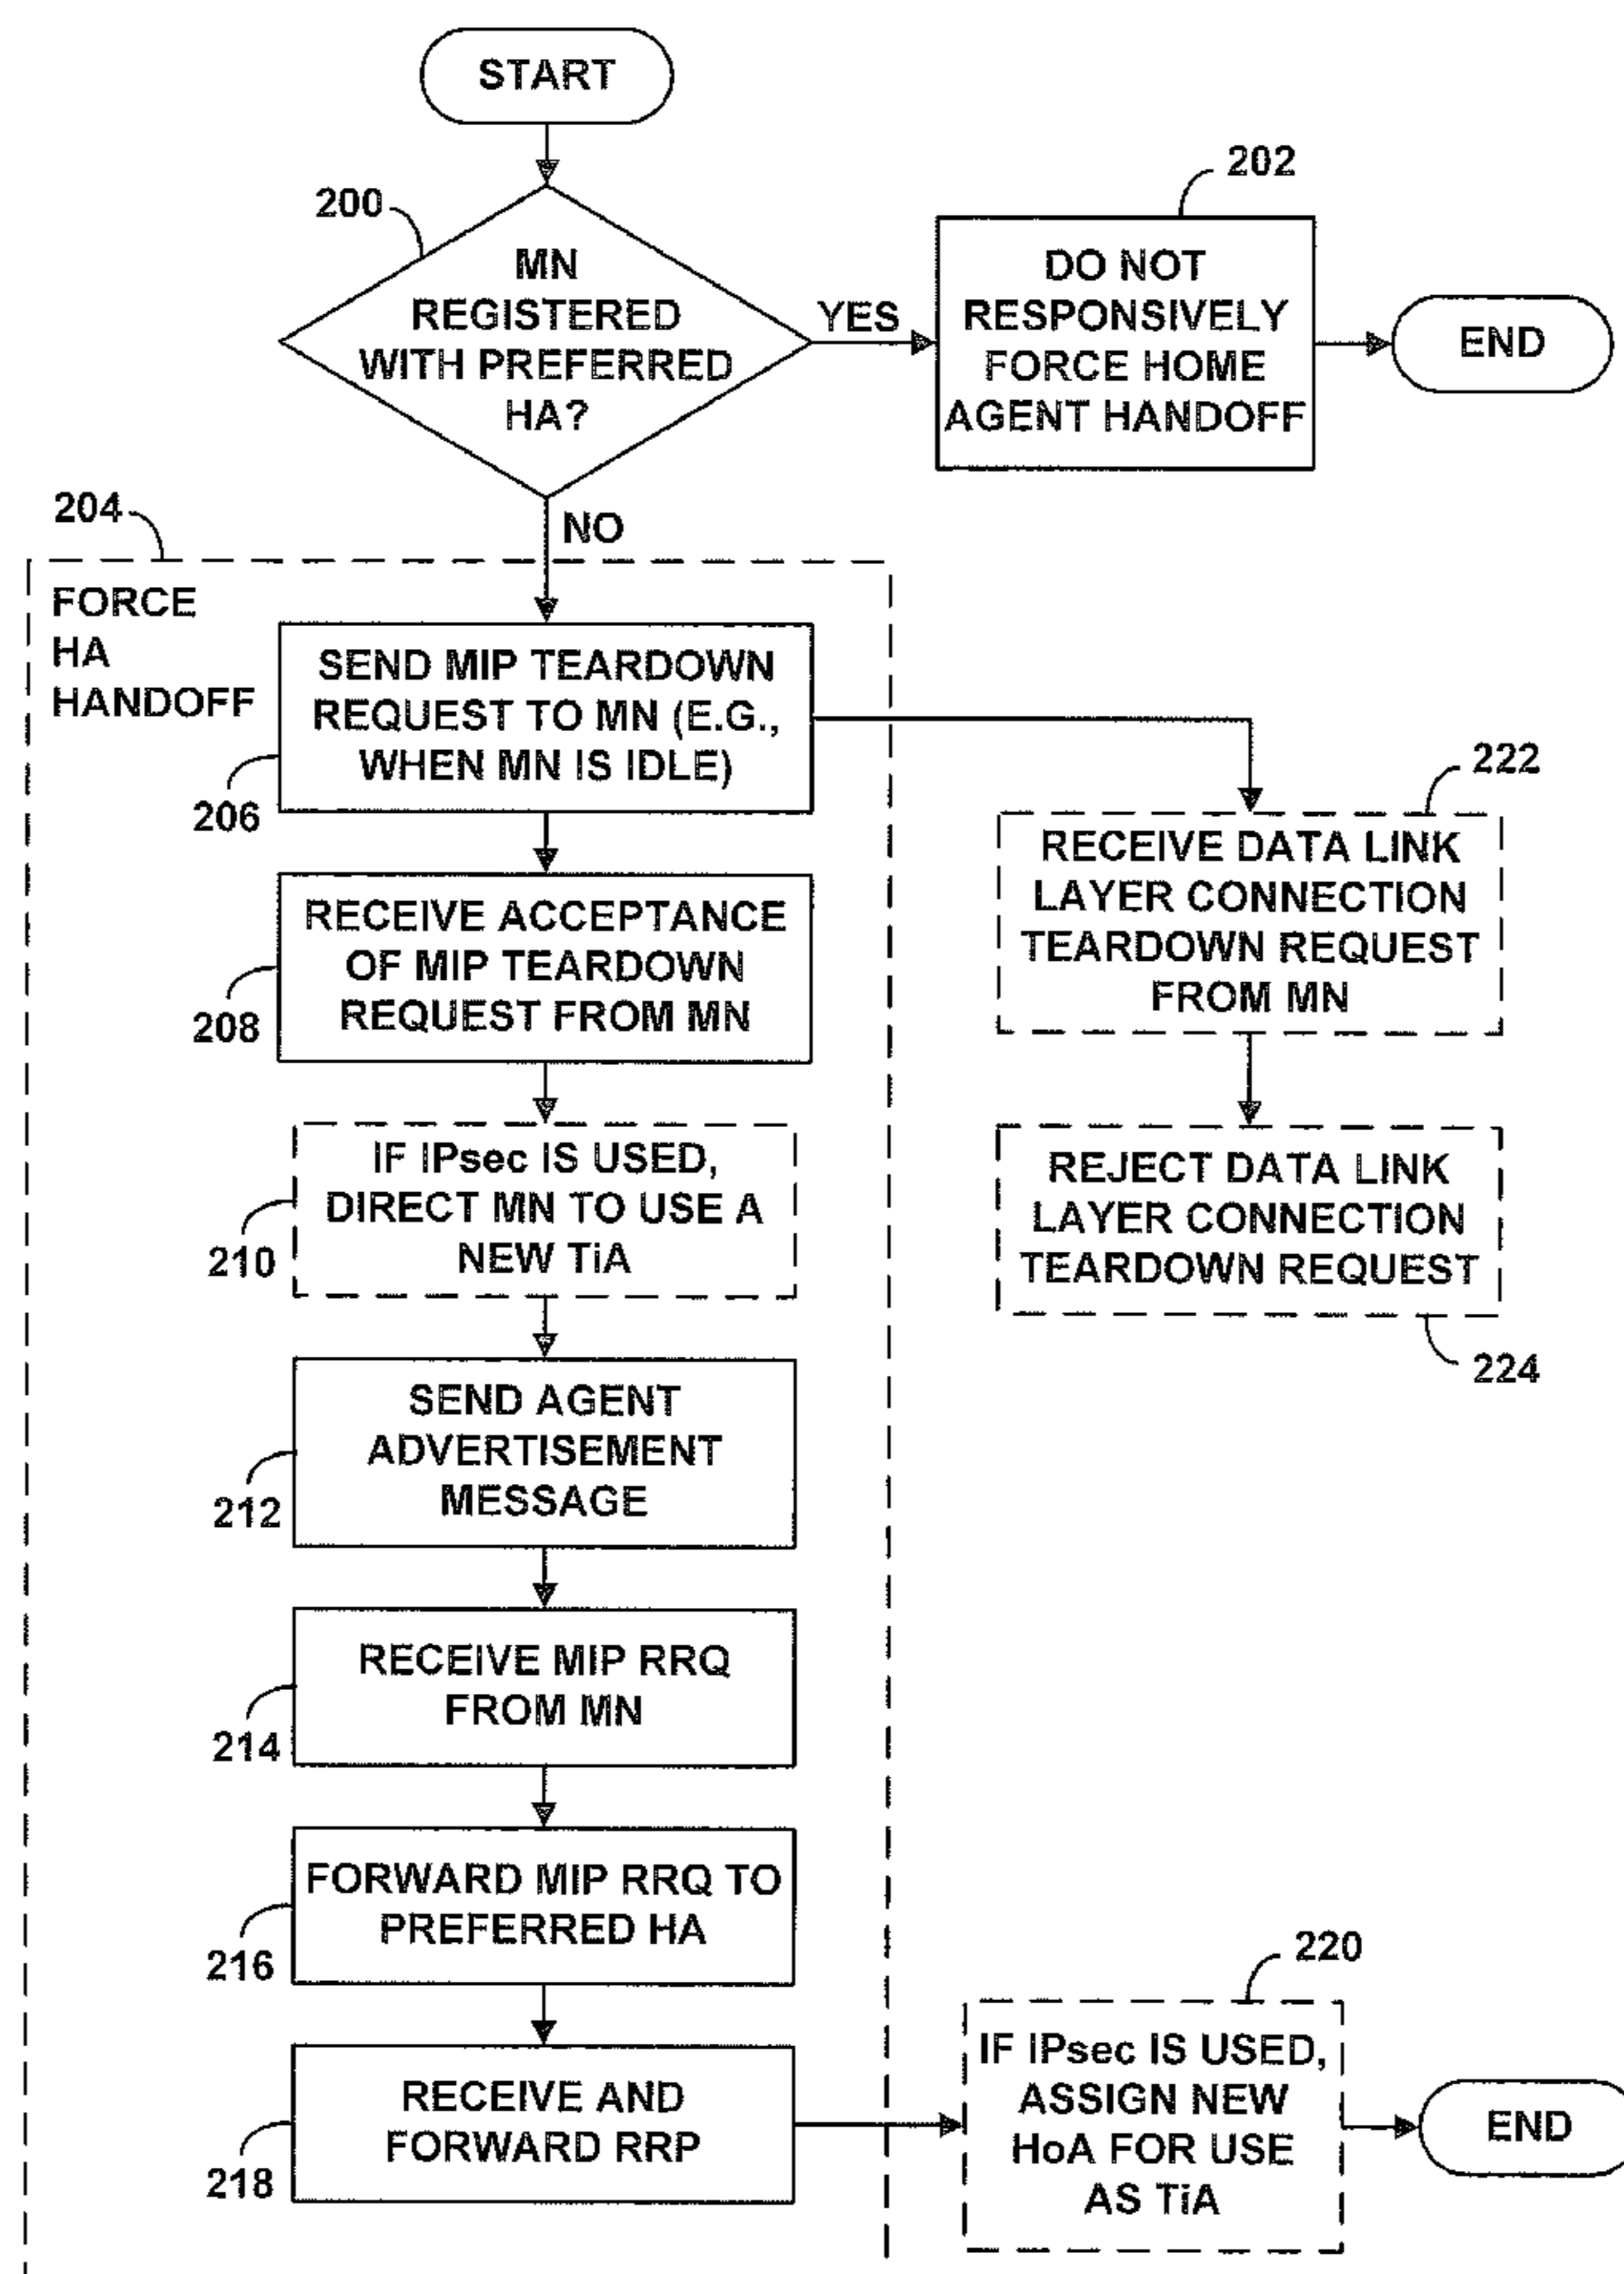 START
200
MN
REGISTERED
WITH PREFERRED
HA?
YES
202
DO NOT
RESPONSIVELY
FORCE HOME
AGENT HANDOFF
END
NO
204
FORCE
HA
HANDOFF
SEND MIP TEARDOWN
REQUEST TO MN (E.G.,
WHEN MN IS IDLE)
206
222
RECEIVE DATA LINK
LAYER CONNECTION
TEARDOWN REQUEST
FROM MN
RECEIVE ACCEPTANCE
OF MIP TEARDOWN
REQUEST FROM MN
208
IF IPsec IS USED,
DIRECT MN TO USE A
NEW TiA
210
REJECT DATA LINK
LAYER CONNECTION
TEARDOWN REQUEST
224
SEND AGENT
ADVERTISEMENT
MESSAGE
212
RECEIVE MIP RRQ
FROM MN
214
FORWARD MIP RRQ TO
PREFERRED HA
216
RECEIVE AND
FORWARD RRP
218
220
IF IPsec IS USED,
ASSIGN NEW
HoA FOR USE
AS TiA
END